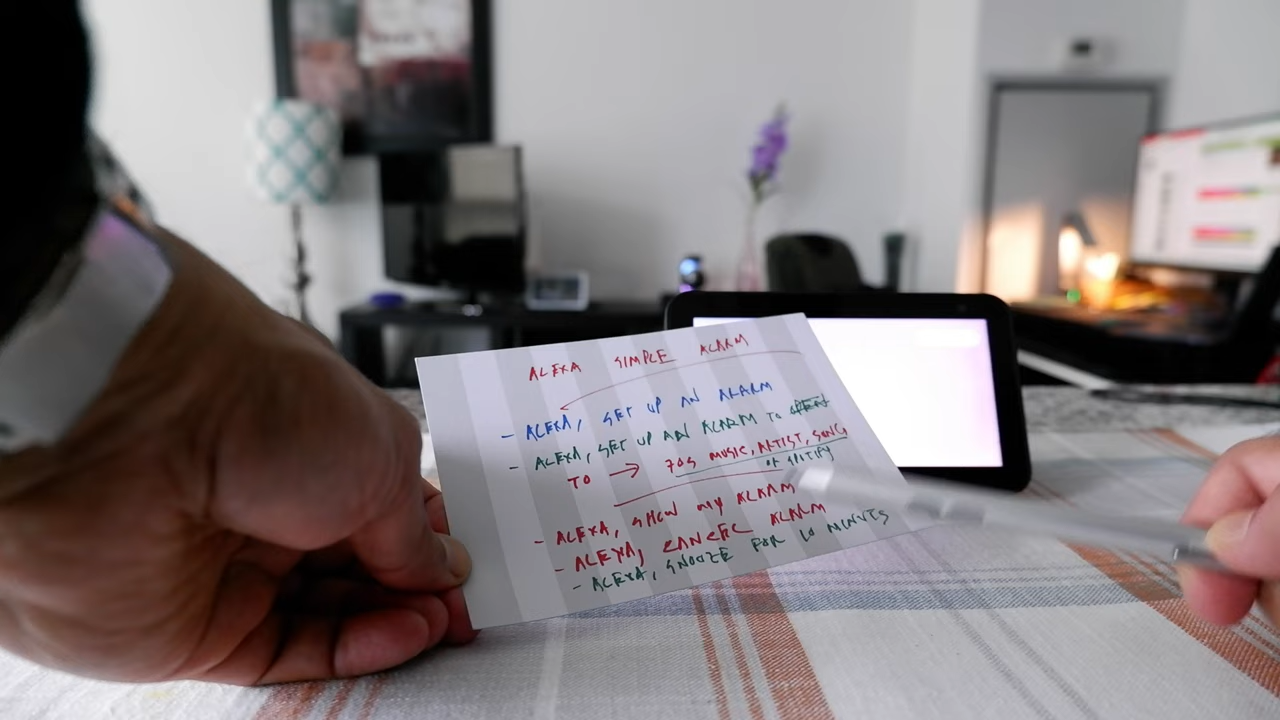 ALEXA SIMPLE ALARM
- ALEXA, SET UP AN ALARM
- ALEXA, SET UP AN ALARM TO
TO → 70S MUSIC, ARTIST, SONG
OF SPOTIFY
- ALEXA, SHOW MY ALARM
- ALEXA, CANCEL ALARM
- ALEXA, SNOOZE FOR 10 MINUTES